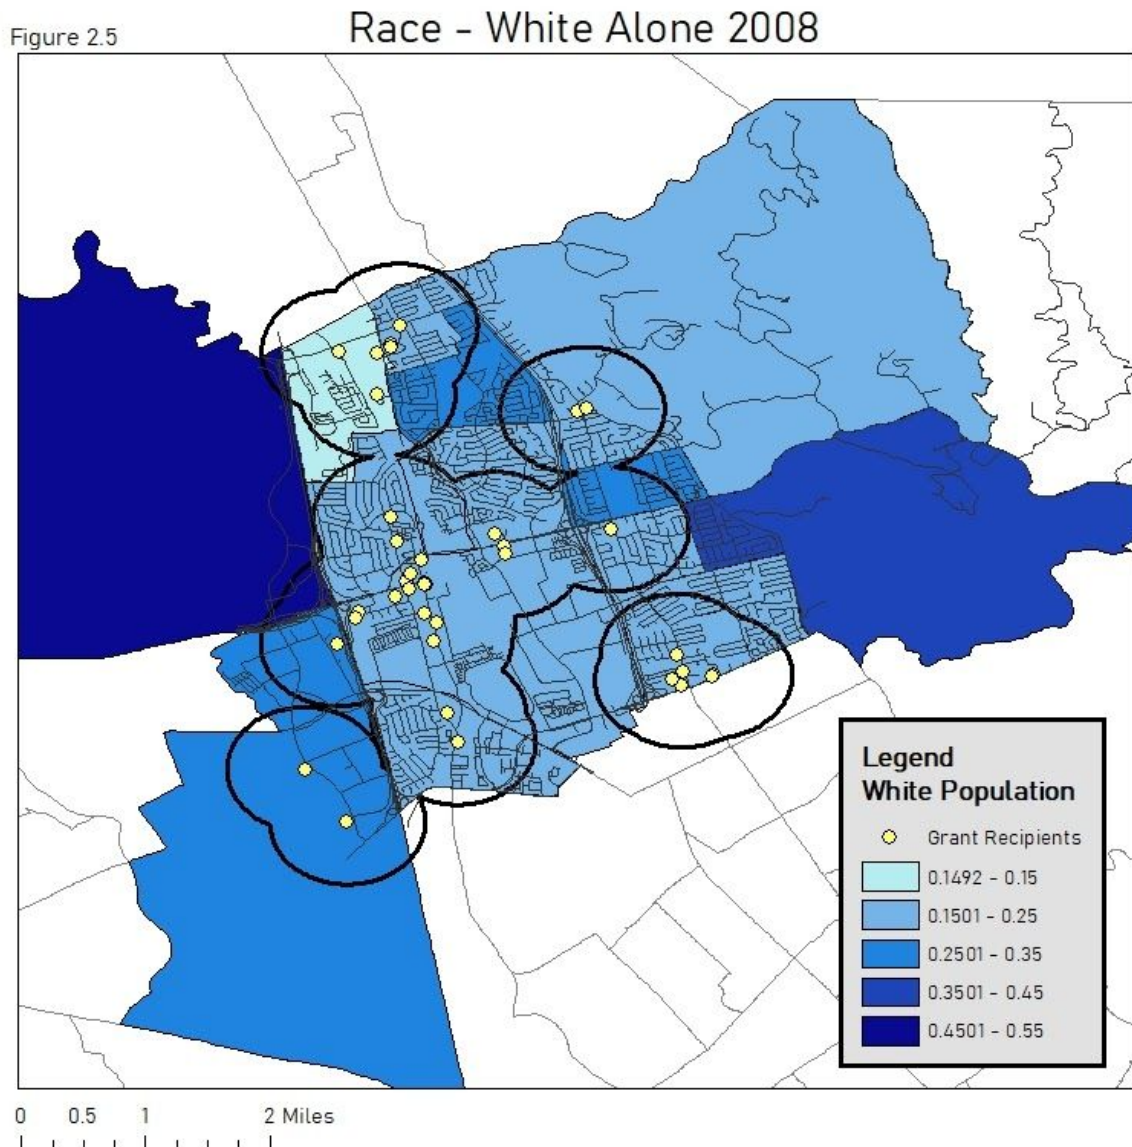 Figure 2.5
Race - White Alone 2008
Legend
White Population
Grant Recipients
0.1492 - 0.15
0.1501 - 0.25
0.2501 - 0.35
0.3501 - 0.45
0.4501 - 0.55
0 0.5 1 2 Miles